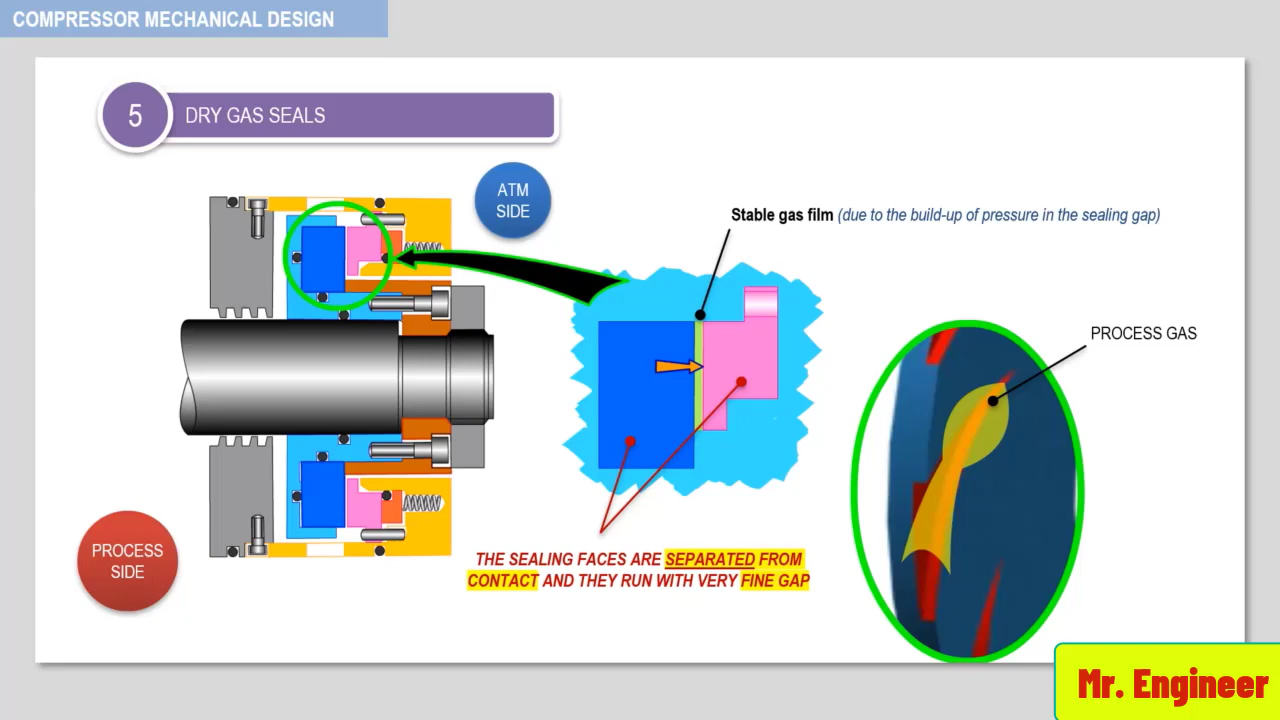 COMPRESSOR MECHANICAL DESIGN
5
DRY GAS SEALS
ATM
SIDE
Stable gas film (due to the build-up of pressure in the sealing gap)
PROCESS GAS
PROCESS
SIDE
THE SEALING FACES ARE SEPARATED FROM
CONTACT AND THEY RUN WITH VERY FINE GAP
Mr. Engineer